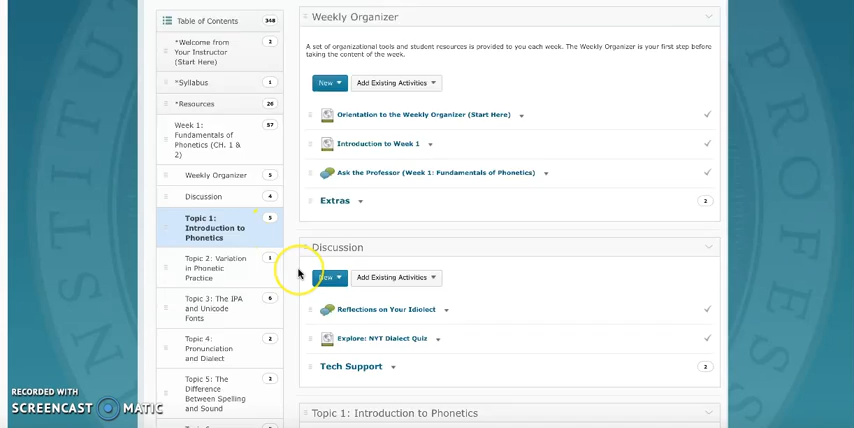 Table of Contents
348
*Welcome from
Your Instructor
(Start Here)
2
*Syllabus
1
*Resources
26
Week 1:
Fundamentals of
Phonetics (CH. 1 &
2)
57
Weekly Organizer
5
Discussion
4
Topic 1:
Introduction to
Phonetics
5
Topic 2: Variation
in Phonetic
Practice
1
Topic 3: The IPA
and Unicode
Fonts
6
Topic 4:
Pronunciation
and Dialect
2
Topic 5: The
Difference
Between Spelling
and Sound
2
Weekly Organizer
A set of organizational tools and student resources is provided to you each week. The Weekly Organizer is your first step before
taking the content of the week.
New Add Existing Activities
Orientation to the Weekly Organizer (Start Here)
Introduction to Week 1
Ask the Professor (Week 1: Fundamentals of Phonetics)
Extras
2
Discussion
New Add Existing Activities
Reflections on Your Idiolect
Explore: NYT Dialect Quiz
Tech Support
2
Topic 1: Introduction to Phonetics
RECORDED WITH
SCREENCAST MATIC